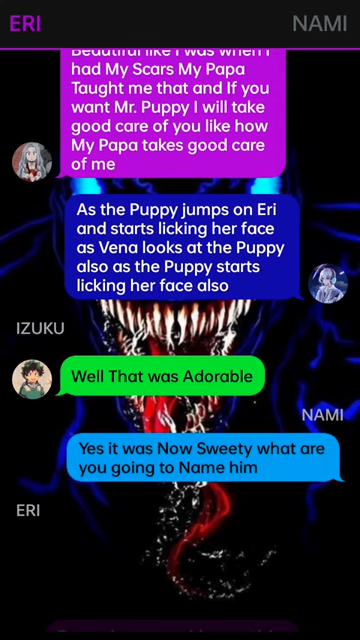 ERI NAMI
Beautiful like I was when I
had My Scars My Papa
Taught me that and If you
want Mr. Puppy I will take
good care of you like how
My Papa takes good care
of me
As the Puppy jumps on Eri
and starts licking her face
as Vena looks at the Puppy
also as the Puppy starts
licking her face also
IZUKU
Well That was Adorable
NAMI
Yes it was Now Sweety what are
you going to Name him
ERI